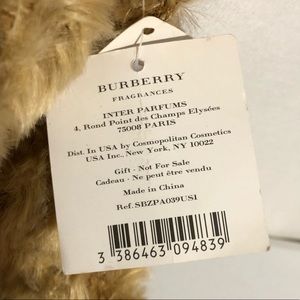 BURBERRY
FRAGRANCES
INTER PARFUMS
4, Rond Point des Champs Elysées
75008 PARIS
Dist. In USA by Cosmopolitan Cosmetics
USA Inc., New York, NY 10022
Gift - Not For Sale
Cadeau - Ne peut être vendu
Made in China
Ref. SBZPA039US1
3 386463 094839